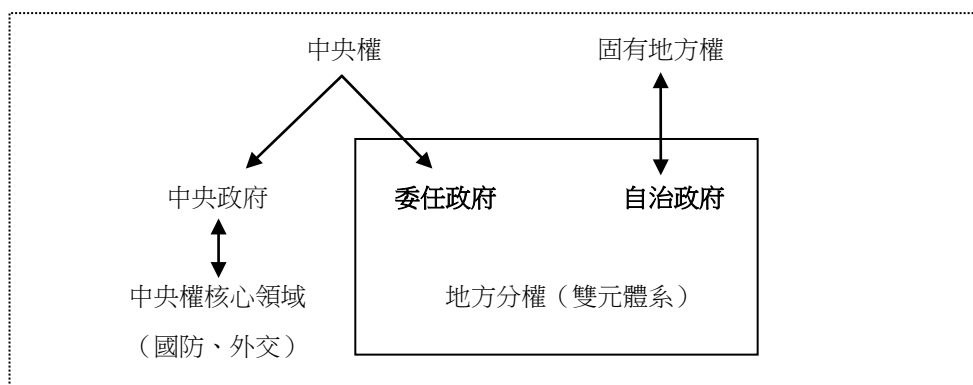 中央權 固有地方權
中央政府 委任政府 自治政府
中央權核心領域 地方分權（雙元體系）
（國防、外交）